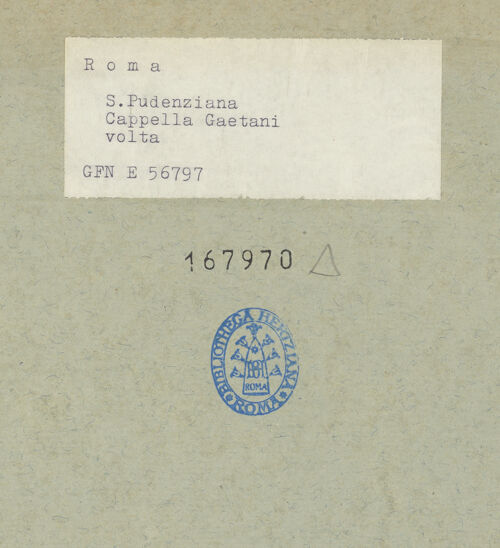 Roma
S.Pudenziana
Cappella Gaetani
volta
GFN E 56797
167970 △
BIBLIOTHECA HERTZIANA
ROMA
ROMA